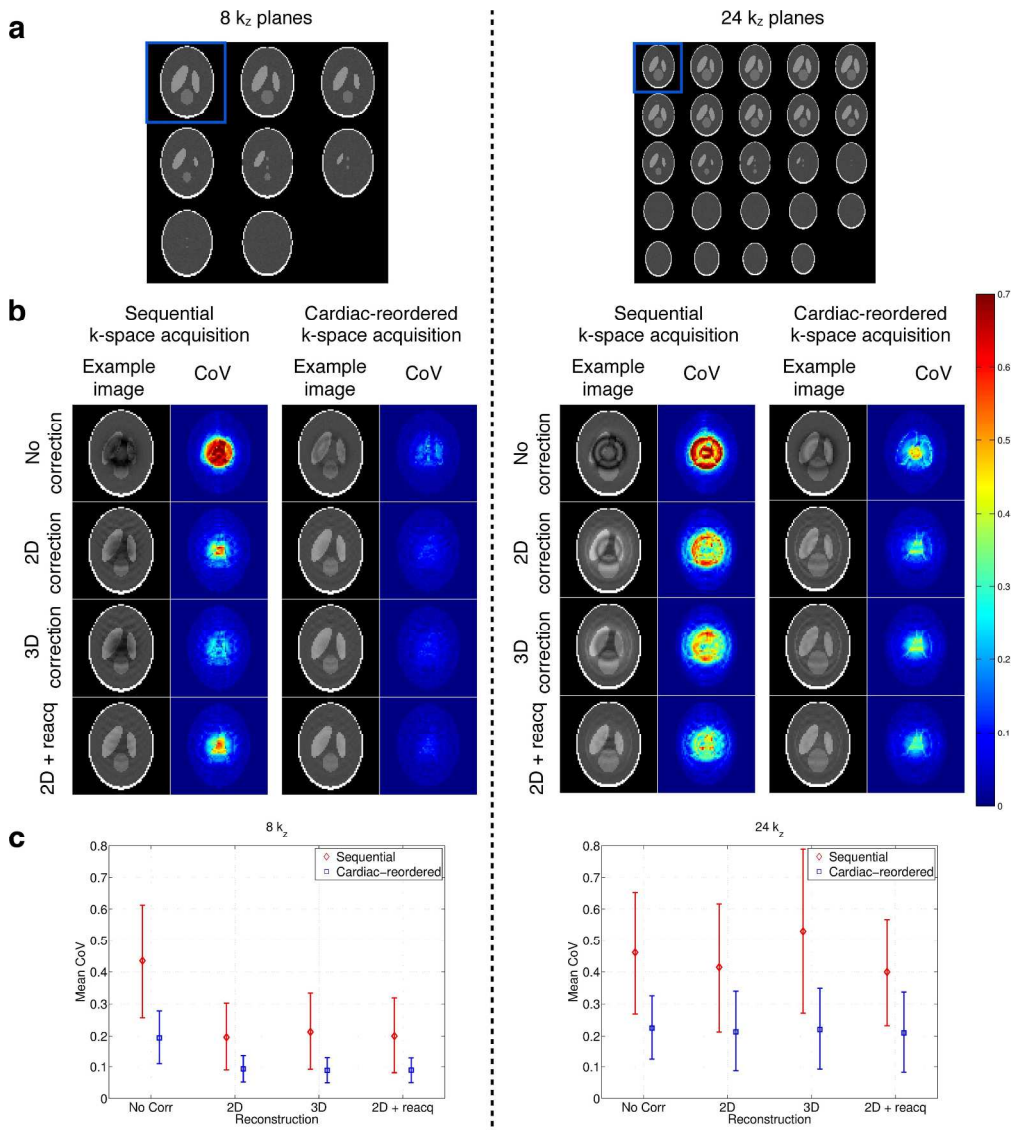 a
8 kz planes
24 kz planes
b
Sequential
k-space acquisition
Cardiac-reordered
k-space acquisition
Example
image
CoV
Example
image
CoV
No
correction
2D
correction
3D
correction
2D + reacq
Sequential
k-space acquisition
Cardiac-reordered
k-space acquisition
Example
image
CoV
Example
image
CoV
No
correction
2D
correction
3D
correction
2D + reacq
0.7
0.6
0.5
0.4
0.3
0.2
0.1
0
c
8 kz
Sequential
Cardiac-reordered
0.8
0.7
0.6
0.5
0.4
0.3
0.2
0.1
0
Mean CoV
No Corr
2D
3D
2D + reacq
Reconstruction
24 kz
Sequential
Cardiac-reordered
0.8
0.7
0.6
0.5
0.4
0.3
0.2
0.1
0
Mean CoV
No Corr
2D
3D
2D + reacq
Reconstruction